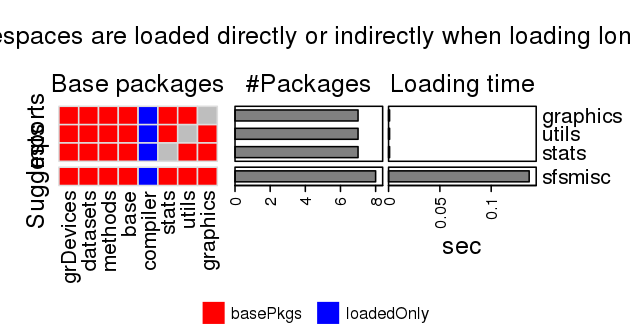 espaces are loaded directly or indirectly when loading lon
Base packages
#Packages
Loading time
graphics
utils
stats
sfsmisc
Suggests
grDevices
datasets
methods
base
compiler
stats
utils
graphics
0
2
4
6
8
0
0.05
0.1
sec
basePkgs
loadedOnly